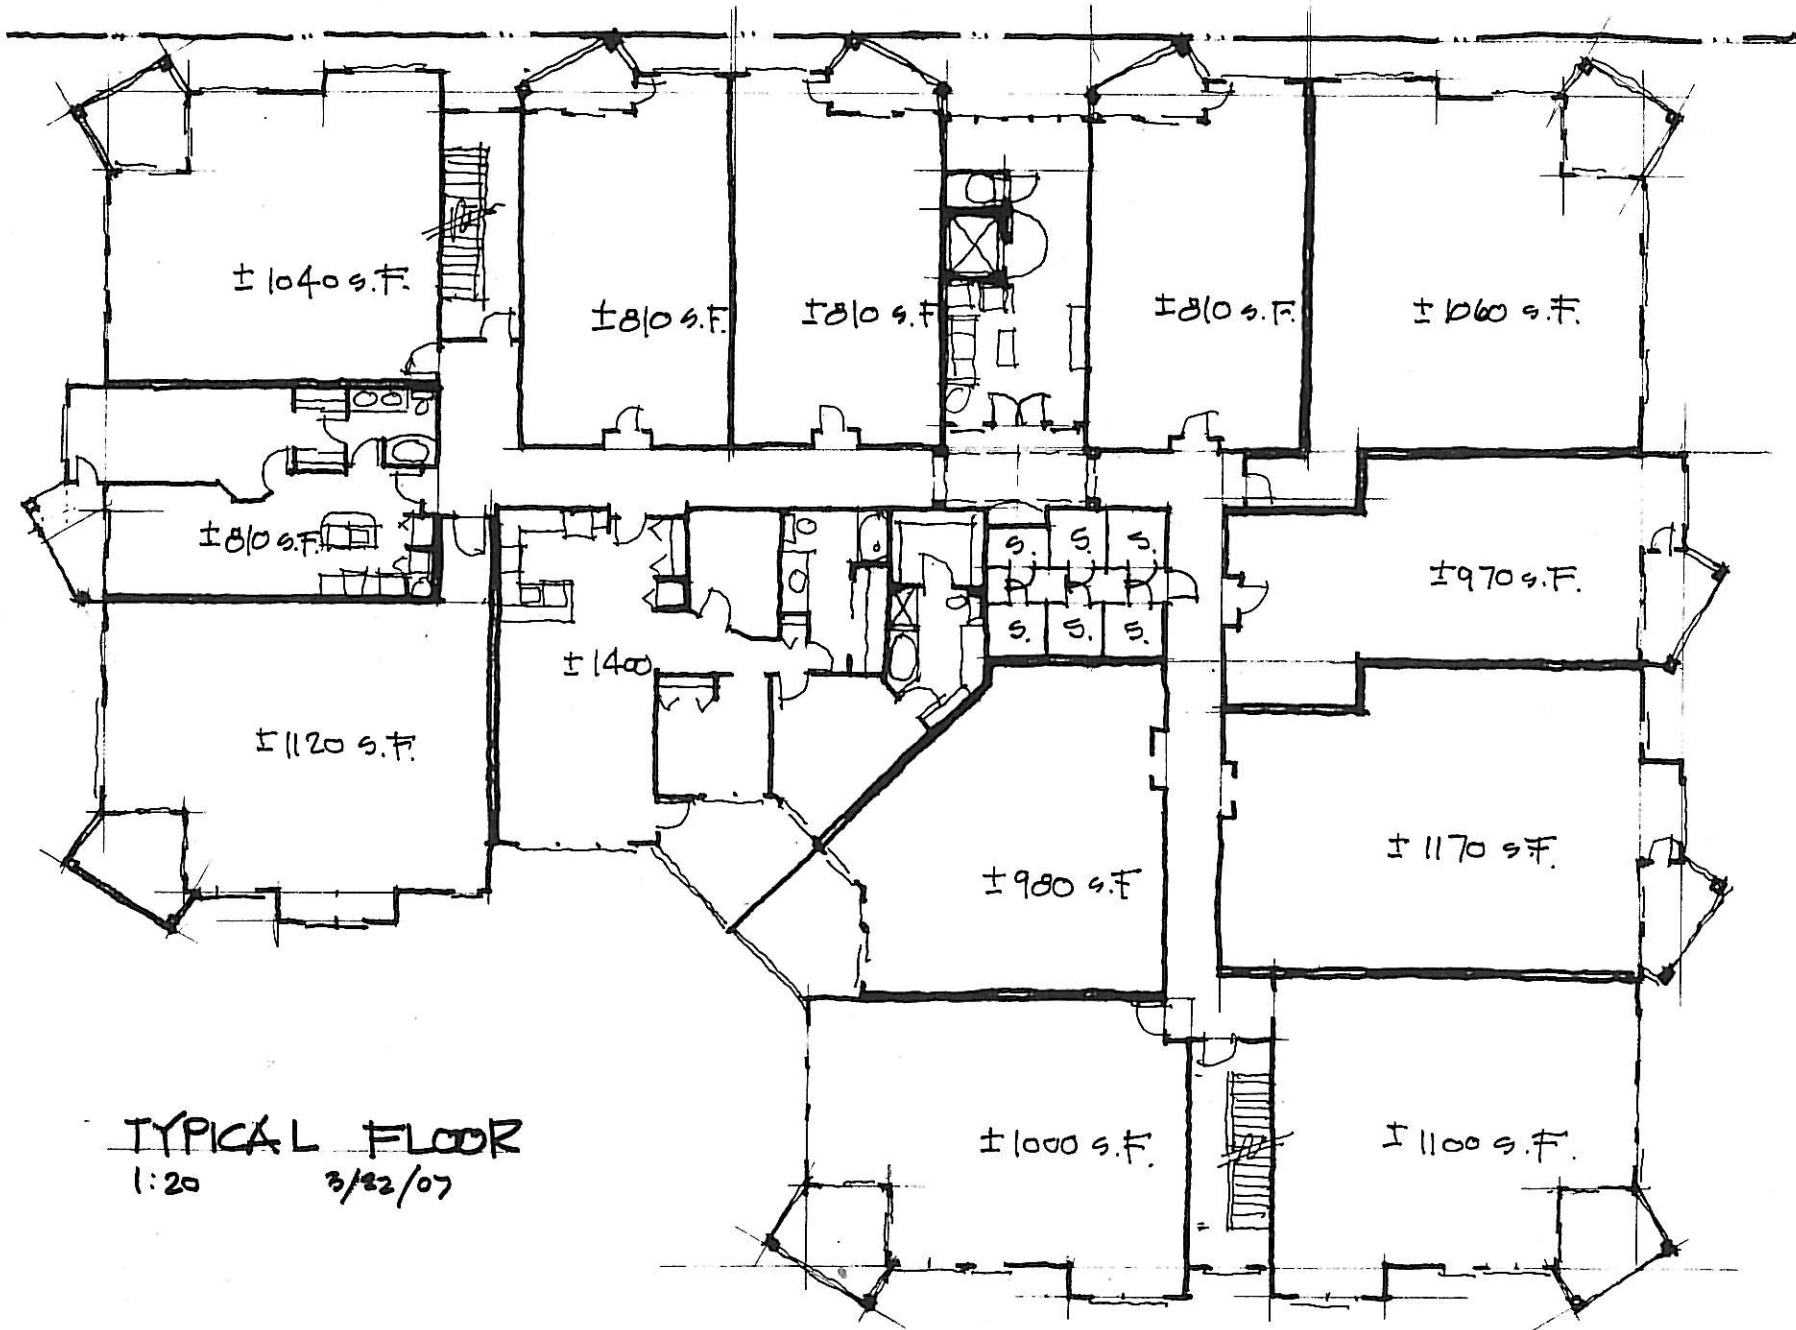 ± 1040 S.F.
± 810 S.F.
± 810 S.F.
± 810 S.F.
± 1060 S.F.
± 810 S.F.
± 970 S.F.
S. S. S.
S. S. S.
± 1400
± 1120 S.F.
± 980 S.F.
± 1170 S.F.
± 1000 S.F.
± 1100 S.F.
TYPICAL FLOOR
1:20 3/22/07